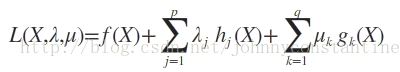 L(X,λ,μ)=f(X)+∑_{j=1}^{p} λ_j h_j(X)+∑_{k=1}^{q} μ_k g_k(X)
http://blog.csdn.net/johnnyconstantine